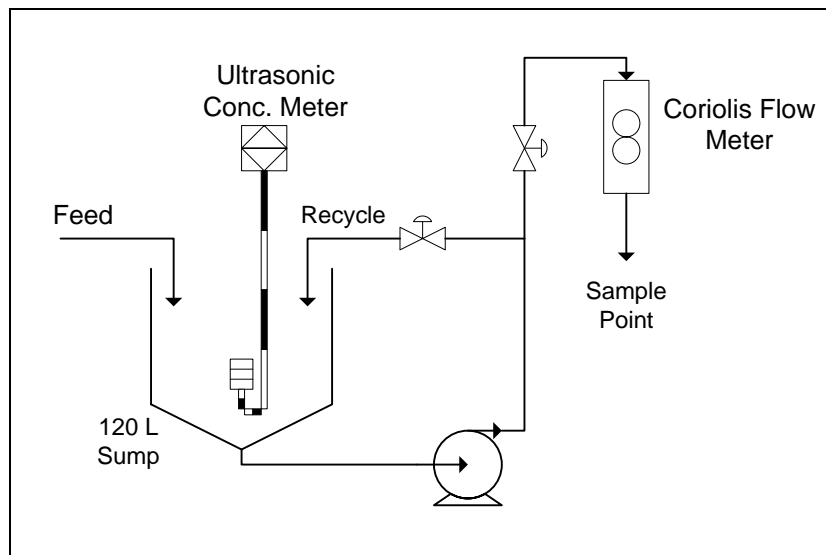 Ultrasonic
Conc. Meter
Coriolis Flow
Meter
Feed
Recycle
Sample
Point
120 L
Sump